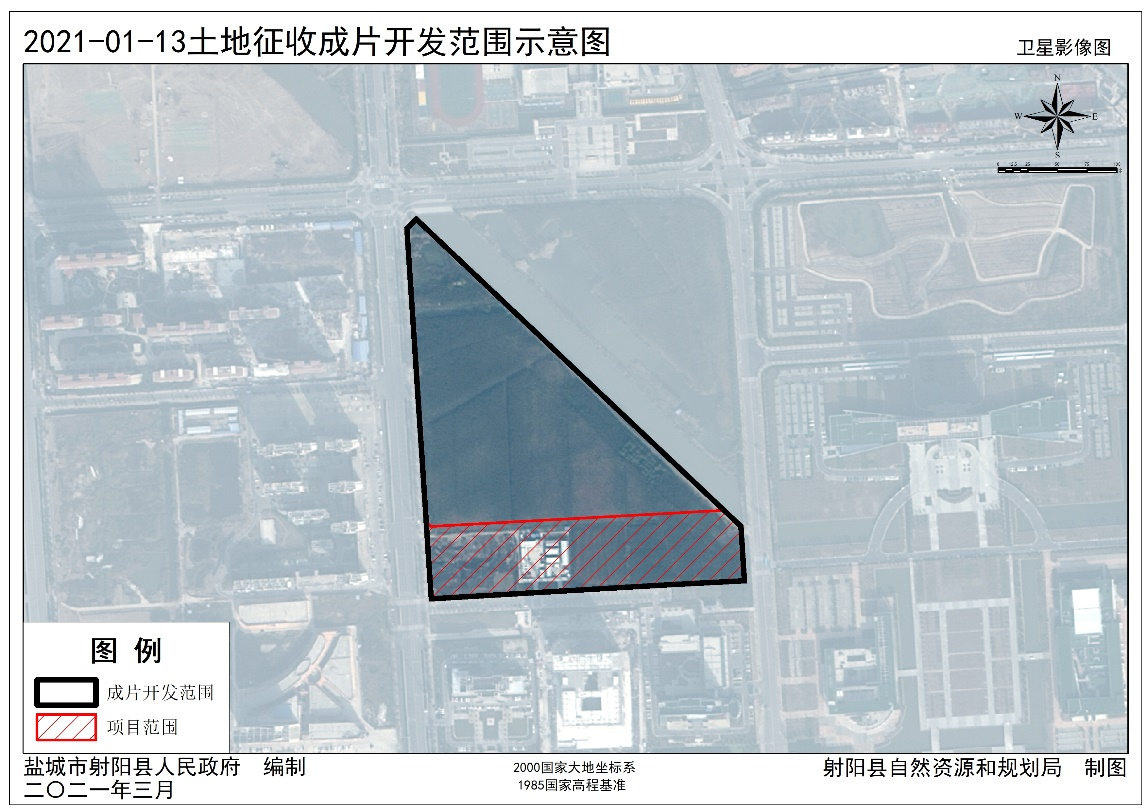 2021-01-13土地征收成片开发范围示意图
卫星影像图
N
W E
S
图 例
成片开发范围
项目范围
盐城市射阳县人民政府 编制
二〇二一年三月
2000国家大地坐标系
1985国家高程基准
射阳县自然资源和规划局 制图